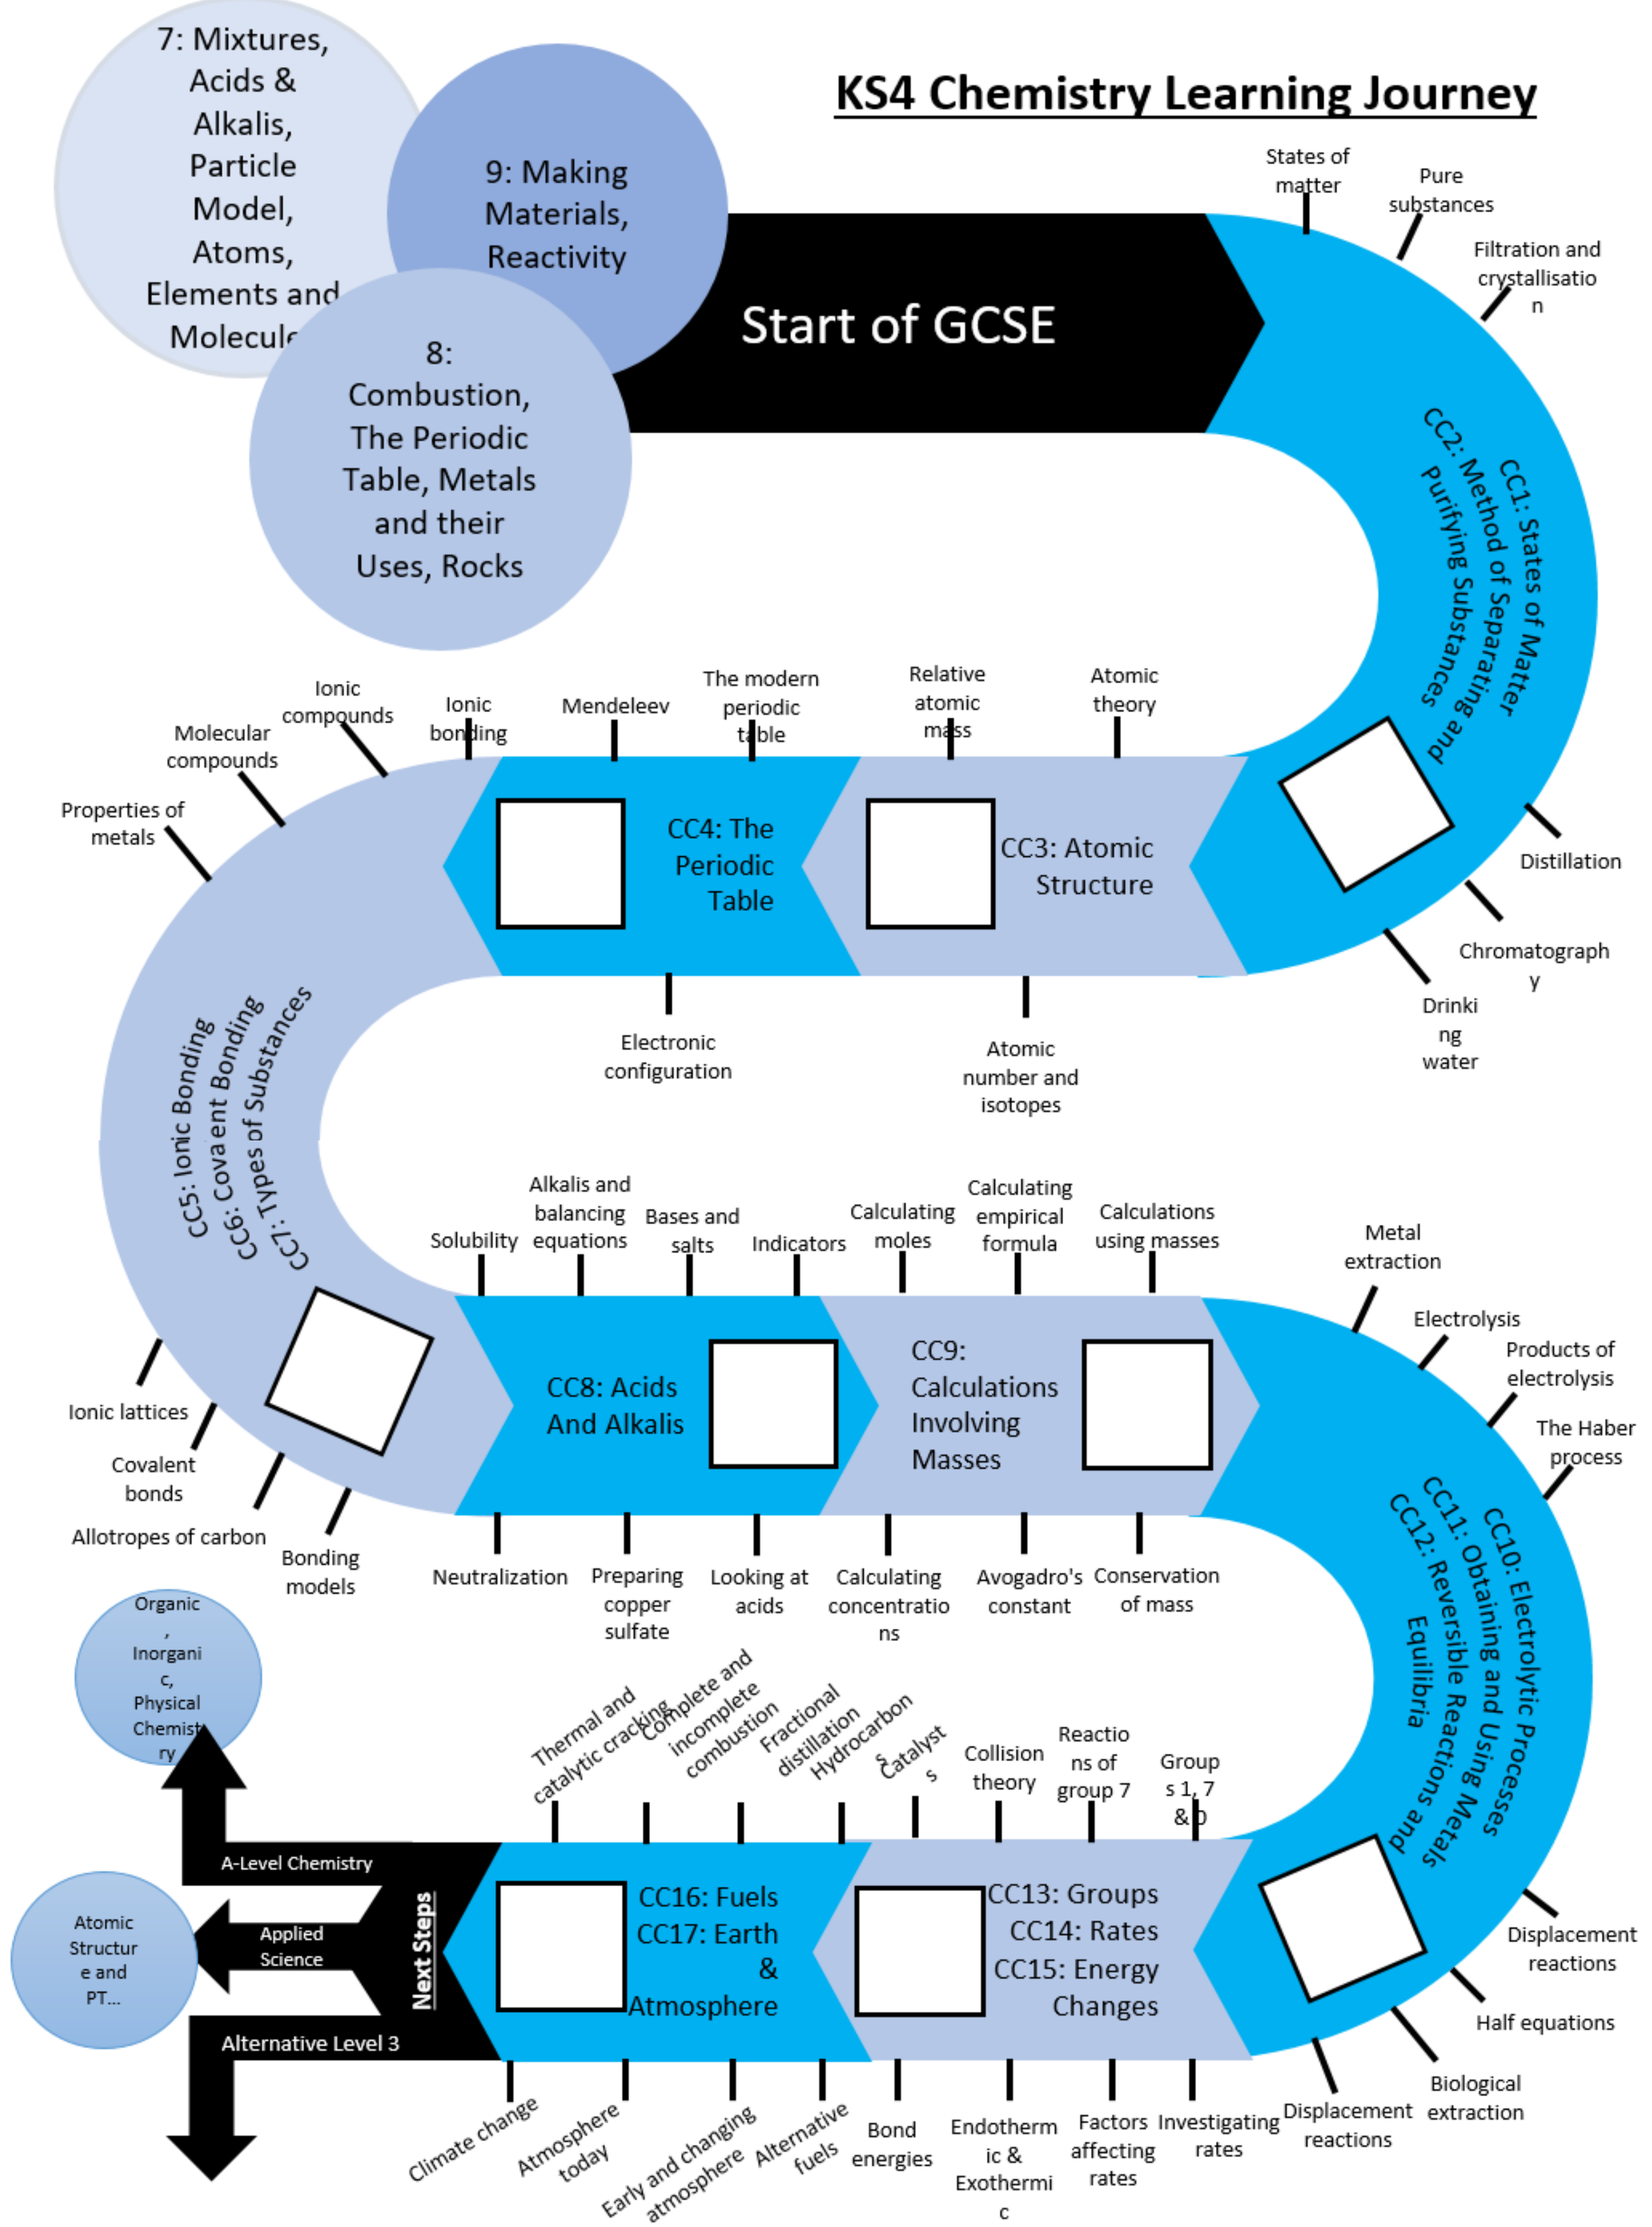 KS4 Chemistry Learning Journey
7: Mixtures,
Acids &
Alkalis,
Particle
Model,
Atoms,
Elements and
Molecule
9: Making
Materials,
Reactivity
8:
Combustion,
The Periodic
Table, Metals
and their
Uses, Rocks
Start of GCSE
States of
matter
Pure
substances
Filtration and
crystallisatio
n
CC1: States of Matter
CC2: Method of Separating and
Purifying Substances
Distillation
Chromatograph
y
Drinki
ng
water
Atomic
theory
Relative
atomic
mass
CC3: Atomic
Structure
Atomic
number and
isotopes
The modern
periodic
table
Mendeleev
CC4: The
Periodic
Table
Electronic
configuration
Ionic
bonding
Ionic
compounds
Molecular
compounds
Properties of
metals
CC5: Ionic Bonding
CC6: Covalent Bonding
CC7: Types of Substances
Ionic lattices
Covalent
bonds
Allotropes of carbon
Bonding
models
Solubility
Alkalis and
balancing
equations
Bases and
salts
Indicators
CC8: Acids
And Alkalis
Neutralization
Preparing
copper
sulfate
Looking at
acids
Calculating
moles
Calculating
empirical
formula
Calculations
using masses
CC9:
Calculations
Involving
Masses
Calculating
concentratio
ns
Avogadro's
constant
Conservation
of mass
Metal
extraction
Electrolysis
Products of
electrolysis
The Haber
process
CC10: Electrolytic Processes
CC11: Obtaining and Using Metals
CC12: Reversible Reactions and
Equilibria
Displacement
reactions
Half equations
Biological
extraction
Displacement
reactions
Group
s 1, 7
& 0
Reactio
ns of
group 7
Collision
theory
Catalyst
s
CC13: Groups
CC14: Rates
CC15: Energy
Changes
Investigating
rates
Factors
affecting
rates
Endotherm
ic &
Exothermi
c
Bond
energies
Hydrocarbon
s
Fractional
distillation
Complete and
incomplete
combustion
Thermal and
catalytic cracking
CC16: Fuels
CC17: Earth
&
Atmosphere
Alternative
fuels
Early and changing
atmosphere
Atmosphere
today
Climate change
Next Steps
A-Level Chemistry
Applied
Science
Alternative Level 3
Organic
,
Inorgani
c,
Physical
Chemist
ry
Atomic
Structur
e and
PT...